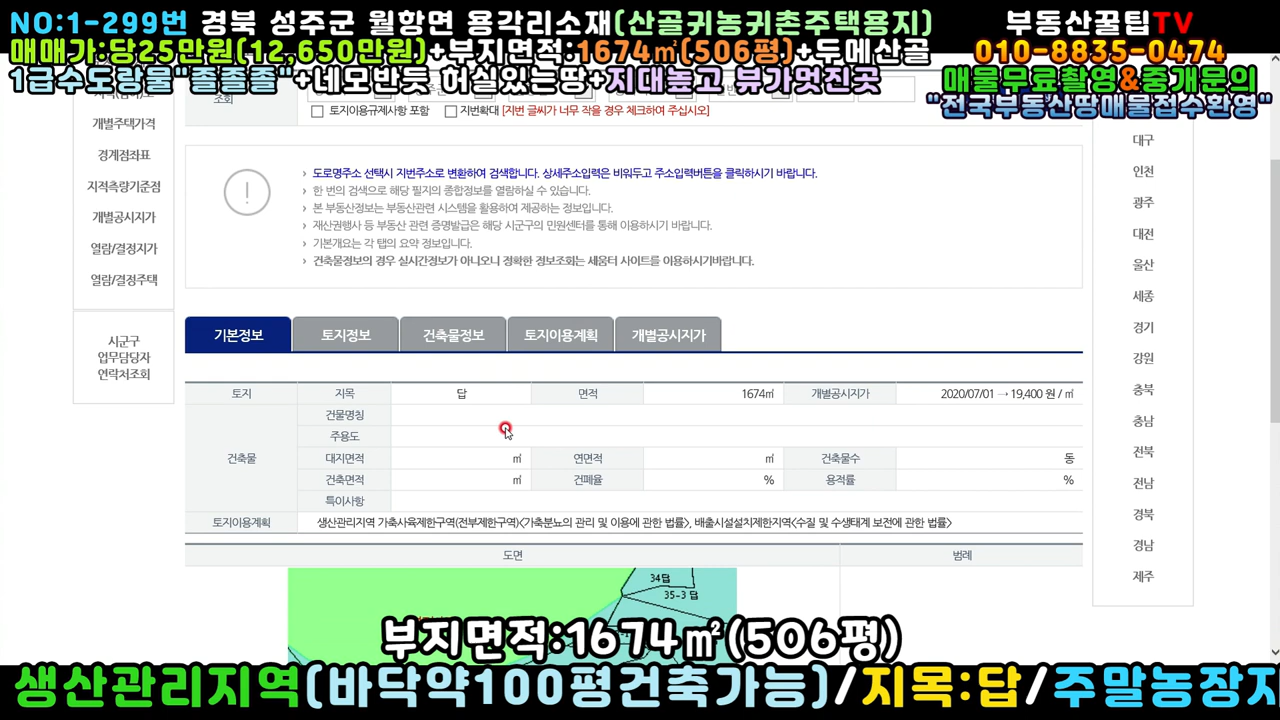 NO:1-299번 경북 성주군 월항면 용각리소재(산골귀농귀촌주택용지)
부동산꿀팁TV
매매가:당25만원(12,650만원)+부지면적:1674㎡(506평)+두메산골
010-8835-0474
1급수도랑물"졸졸졸"+네모반듯 허실있는땅+지대높고 뷰가멋진곳
매물무료촬영&중개문의
"전국부동산땅매물접수환영"
조회
토지이용규제사항 포함
지번확대 [지번 글씨가 너무 작을 경우 체크하여 주십시오]
개별주택가격
경계점좌표
지적측량기준점
개별공시지가
열람/결정지가
열람/결정주택
시군구
업무담당자
연락처조회
› 도로명주소 선택시 지번주소로 변환하여 검색합니다. 상세주소입력은 비워두고 주소입력버튼을 클릭하시기 바랍니다.
› 한 번의 검색으로 해당 필지의 종합정보를 열람하실 수 있습니다.
› 본 부동산정보는 부동산관련 시스템을 활용하여 제공하는 정보입니다.
› 재산권행사 등 부동산 관련 증명발급은 해당 시군구의 민원센터를 통해 이용하시기 바랍니다.
› 기본개요는 각 탭의 요약 정보입니다.
› 건축물정보의 경우 실시간정보가 아니오니 정확한 정보조회는 세움터 사이트를 이용하시기바랍니다.
대구
인천
광주
대전
울산
세종
경기
강원
충북
충남
전북
전남
경북
경남
제주
기본정보 토지정보 건축물정보 토지이용계획 개별공시지가
토지 지목 답 면적 1674㎡ 개별공시지가 2020/07/01 → 19,400 원 / ㎡
건물명칭
주용도
건축물 대지면적 ㎡ 연면적 ㎡ 건축물수 동
건축면적 ㎡ 건폐율 % 용적률 %
특이사항
토지이용계획 생산관리지역 가축사육제한구역(전부제한구역)<가축분뇨의 관리 및 이용에 관한 법률>, 배출시설설치제한지역<수질 및 수생태계 보전에 관한 법률>
도면 범례
34답
35-3 답
부지면적:1674㎡(506평)
생산관리지역(바닥약100평건축가능)/지목:답/주말농장지